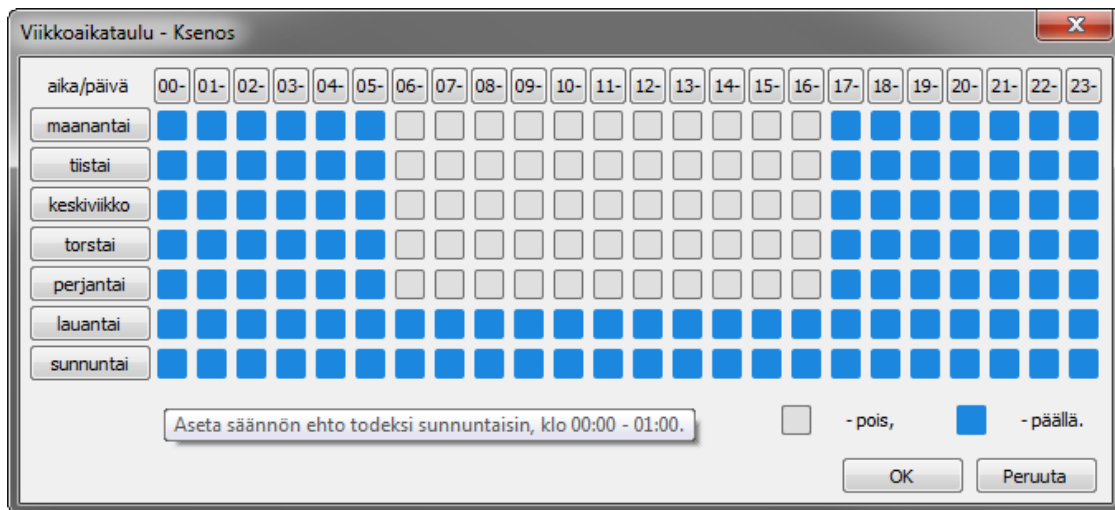 Viikkoaikataulu - Ksenos
aika/päivä 00- 01- 02- 03- 04- 05- 06- 07- 08- 09- 10- 11- 12- 13- 14- 15- 16- 17- 18- 19- 20- 21- 22- 23-
maanantai
tiistai
keskiviikko
torstai
perjantai
lauantai
sunnuntai
Aseta säännön ehto todeksi sunnuntaisin, klo 00:00 - 01:00. - pois, - päällä.
OK Peruuta